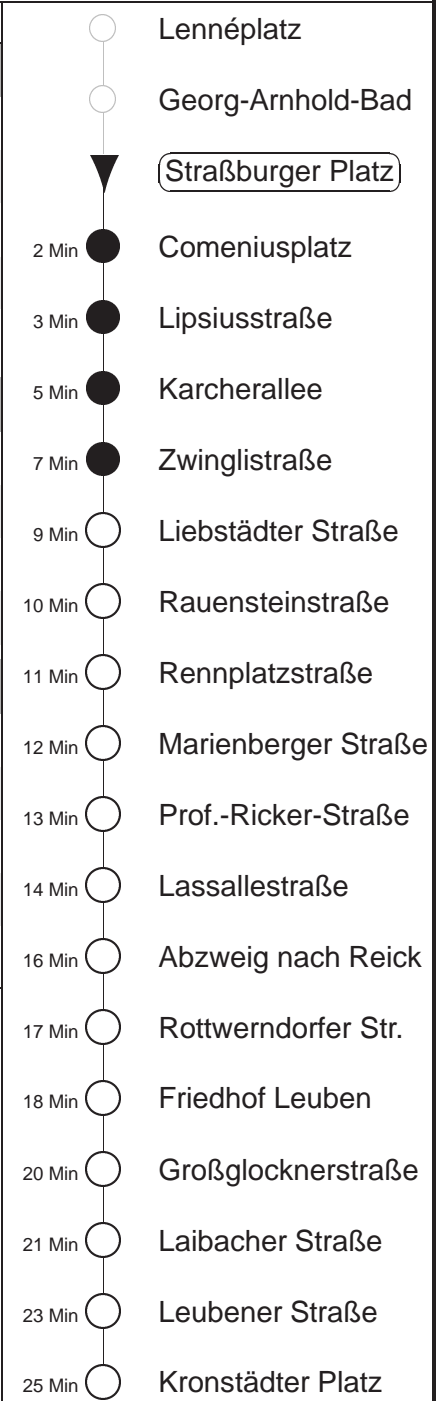 Lennéplatz
Georg-Arnhold-Bad
Straßburger Platz
2 Min Comeniusplatz
3 Min Lipsiusstraße
5 Min Karcherallee
7 Min Zwinglistraße
9 Min Liebstädter Straße
10 Min Rauensteinstraße
11 Min Rennplatzstraße
12 Min Marienberger Straße
13 Min Prof.-Ricker-Straße
14 Min Lassallestraße
16 Min Abzweig nach Reick
17 Min Rottwerndorfer Str.
18 Min Friedhof Leuben
20 Min Großglocknerstraße
21 Min Laibacher Straße
23 Min Leubener Straße
25 Min Kronstädter Platz